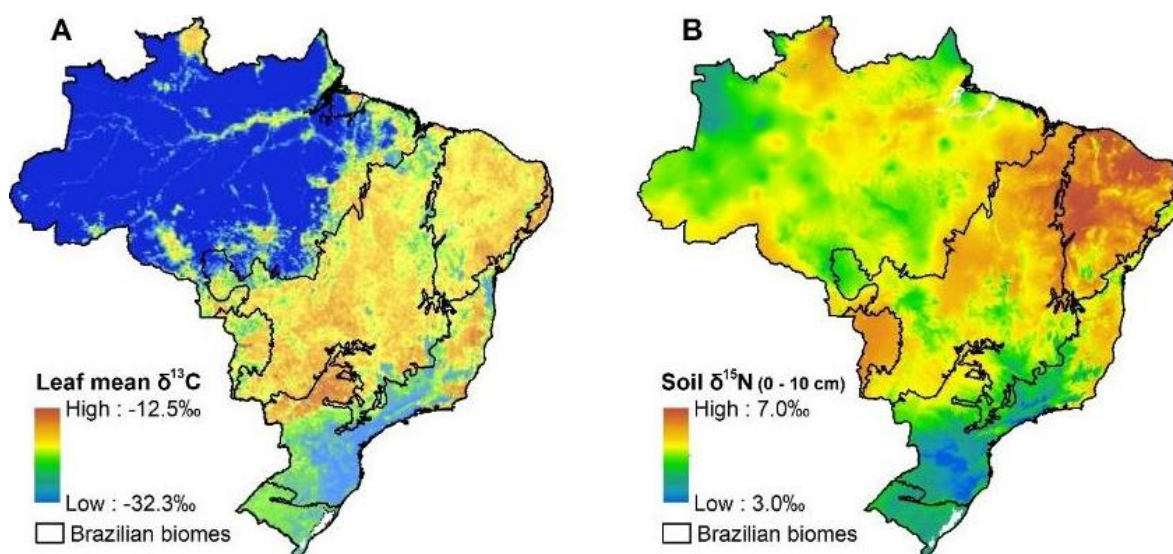 A
Leaf mean δ¹³C
High : -12.5‰
Low : -32.3‰
Brazilian biomes
B
Soil δ¹⁵N (0 - 10 cm)
High : 7.0‰
Low : 3.0‰
Brazilian biomes